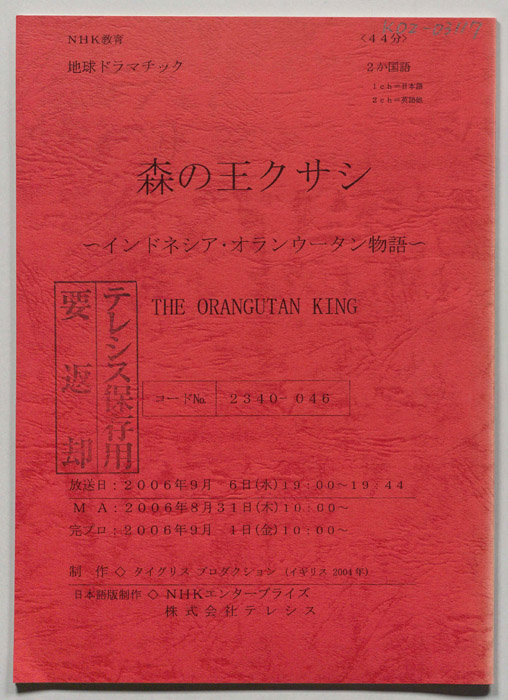 NHK教育
〈44分〉
地球ドラマチック
2か国語
1ch=日本語
2ch=英語他
森の王クサシ
~インドネシア・オランウータン物語~
THE ORANGUTAN KING
テレシス保存用
要返却
コードNo. 2340-046
放送日:2006年9月 6日(水)19:00~19:44
MA:2006年8月31日(木)10:00~
完プロ:2006年9月 1日(金)10:00~
制 作◇タイグリス プロダクション (イギリス 2004年)
日本語版制作◇NHKエンタープライズ
株式会社テレシス